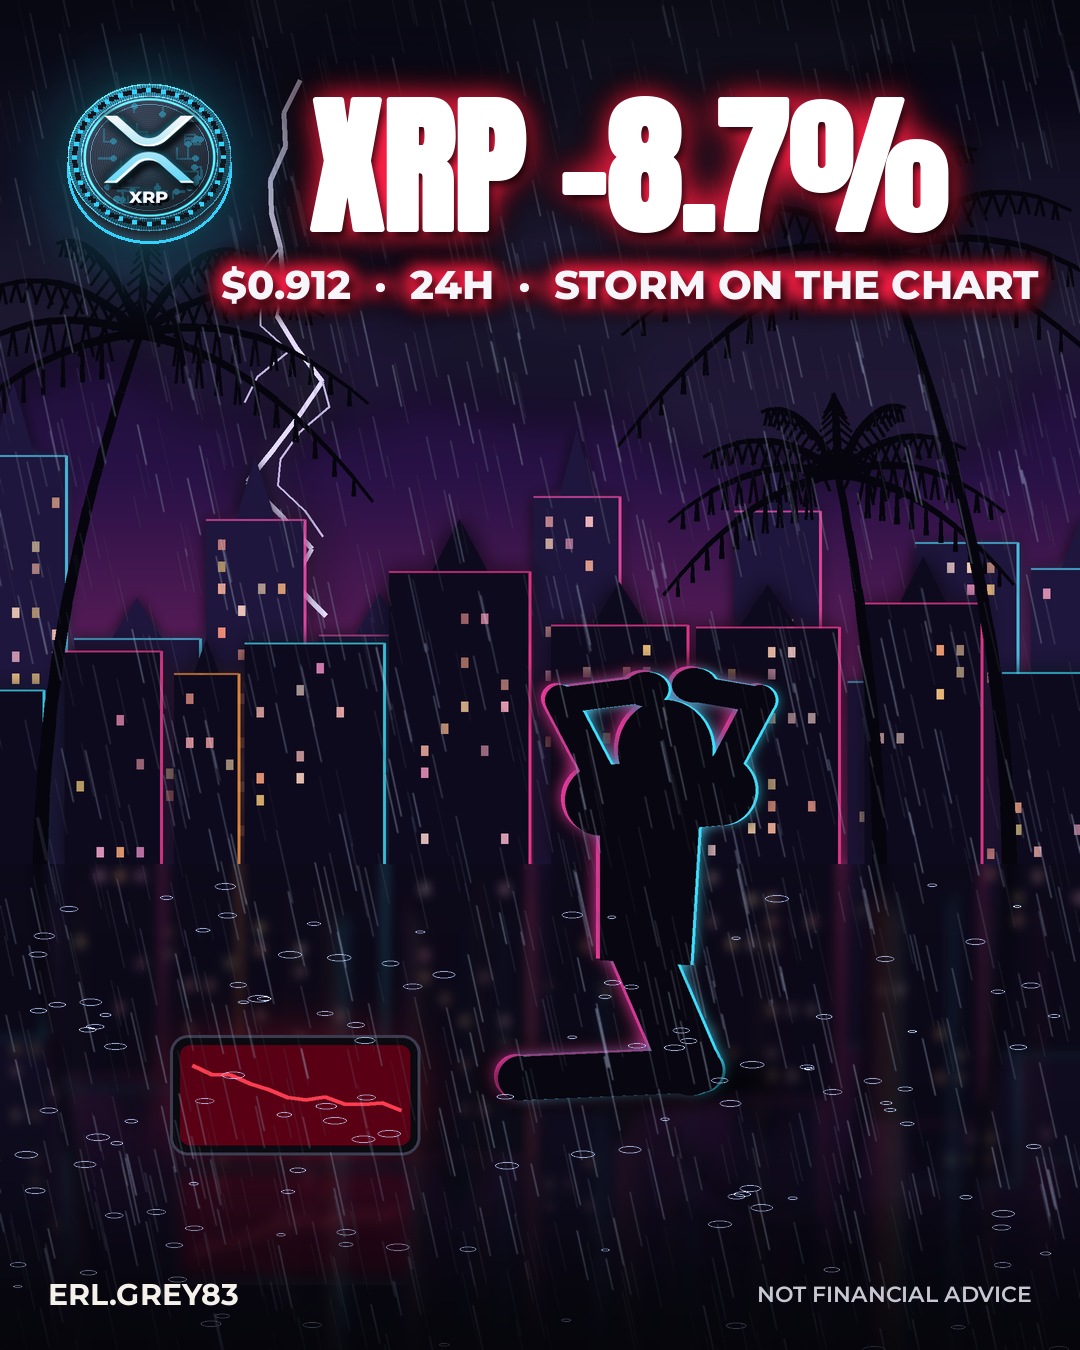 XRP
XRP -8.7%
$0.912 · 24H · STORM ON THE CHART
ERL.GREY83
NOT FINANCIAL ADVICE